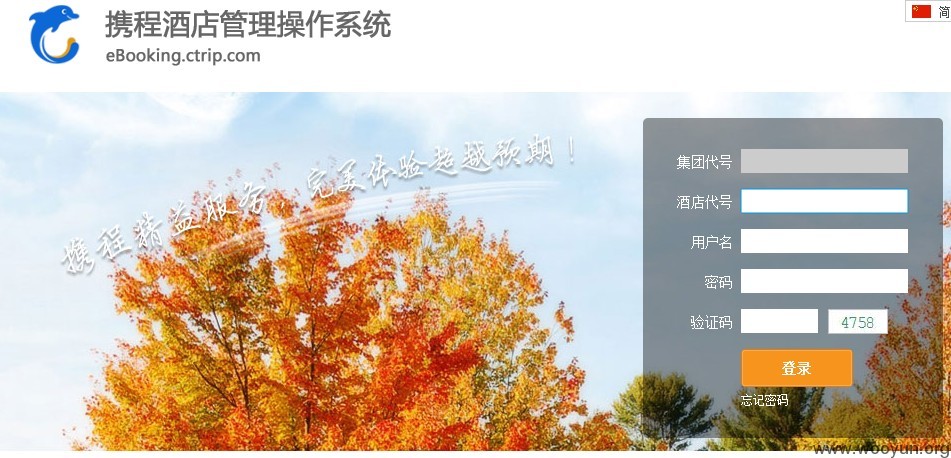 携程酒店管理操作系统
eBooking.ctrip.com
简
携程精益服务，完美体验超越预期！
集团代号
酒店代号
用户名
密码
验证码 4758
登录
忘记密码
www.wooyun.org